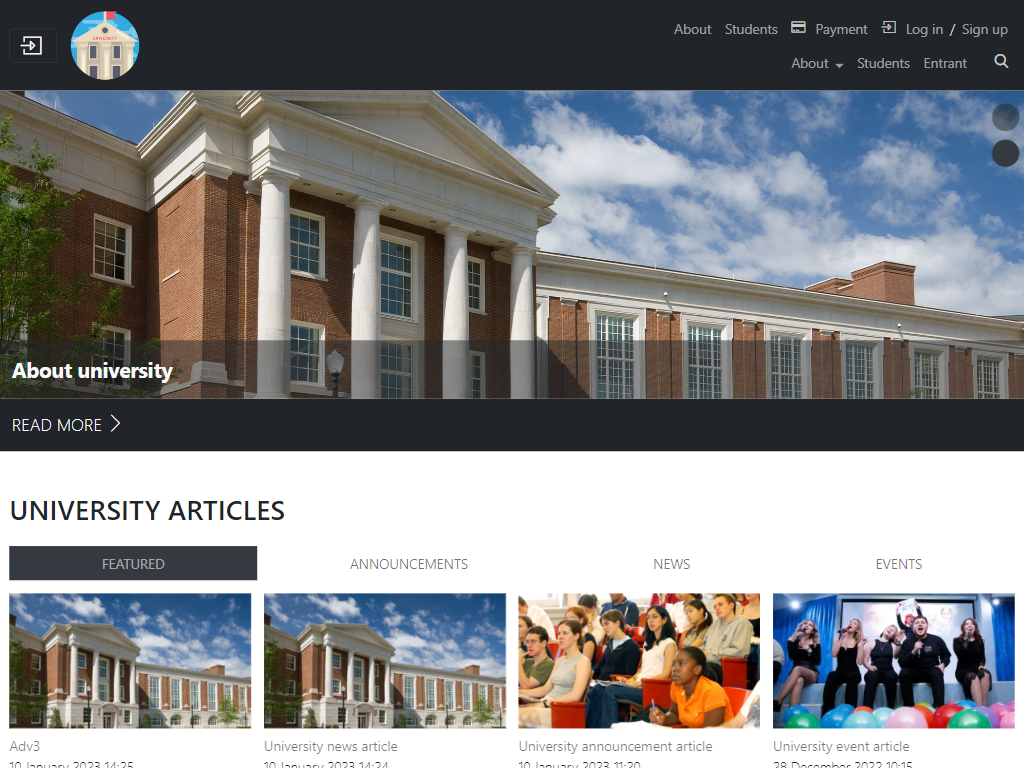 UNIVERSITY
About Students Payment Log in / Sign up
About Students Entrant
About university
READ MORE
UNIVERSITY ARTICLES
FEATURED ANNOUNCEMENTS NEWS EVENTS
Adv3 University news article University announcement article University event article
10 January 2023 14:25 10 January 2023 14:24 10 January 2023 11:20 28 December 2022 10:15